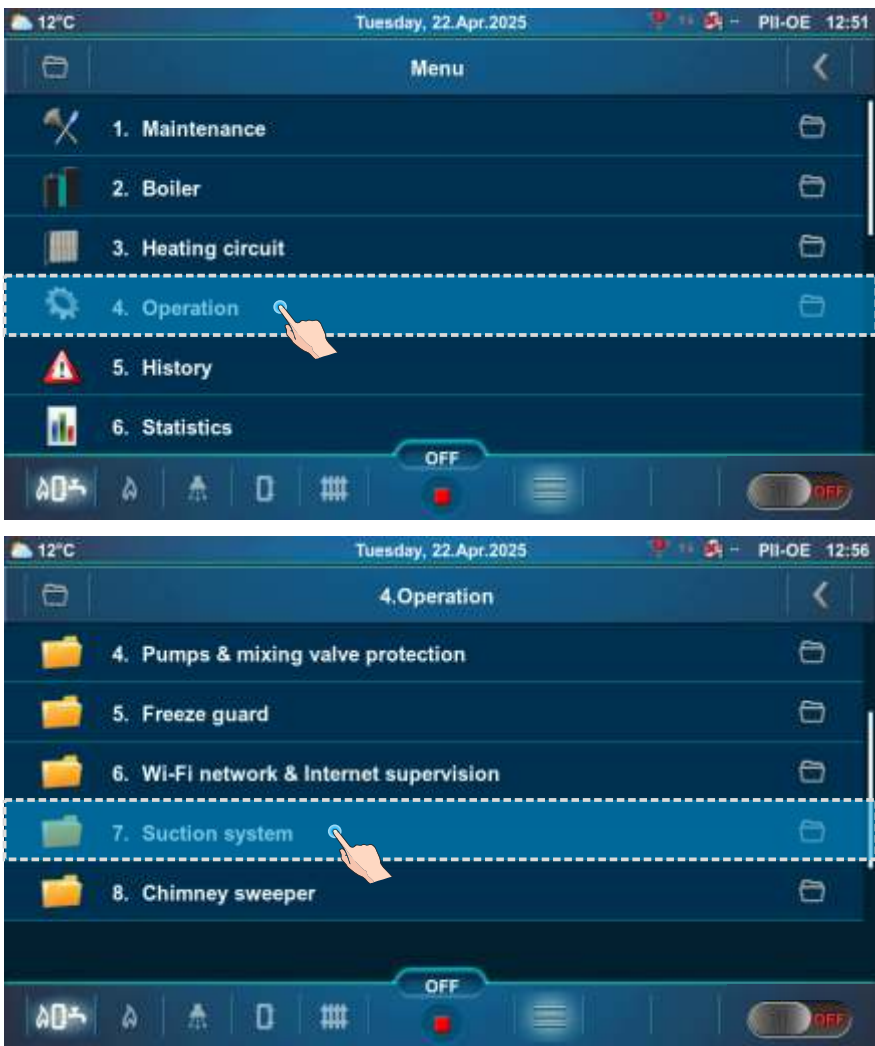 12°C Tuesday, 22.Apr.2025 PII-OE 12:51
Menu
1. Maintenance
2. Boiler
3. Heating circuit
4. Operation
5. History
6. Statistics
OFF
OFF
12°C Tuesday, 22.Apr.2025 PII-OE 12:56
4.Operation
4. Pumps & mixing valve protection
5. Freeze guard
6. Wi-Fi network & Internet supervision
7. Suction system
8. Chimney sweeper
OFF
OFF